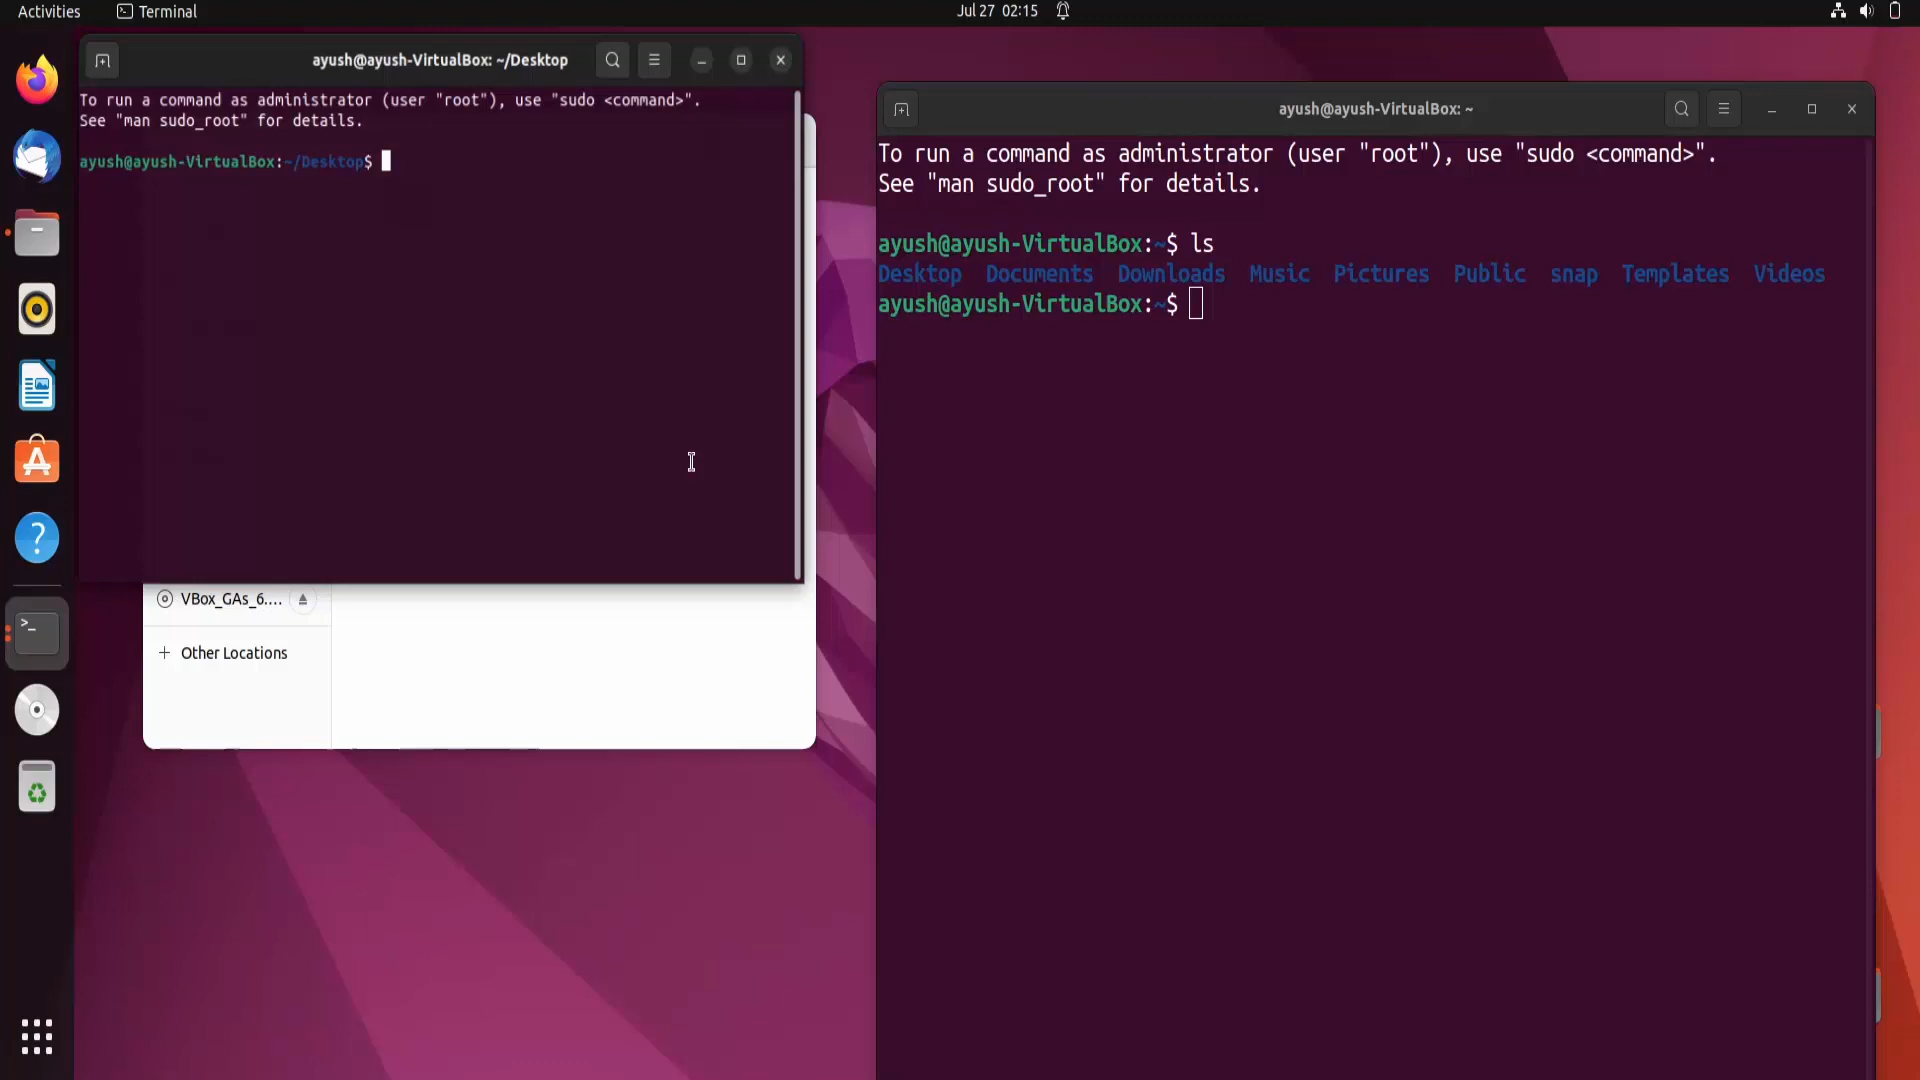 Activities
Terminal
Jul 27 02:15
ayush@ayush-VirtualBox: ~/Desktop
To run a command as administrator (user "root"), use "sudo <command>".
See "man sudo_root" for details.
ayush@ayush-VirtualBox:~/Desktop$
VBox_GAs_6....
Other Locations
ayush@ayush-VirtualBox: ~
To run a command as administrator (user "root"), use "sudo <command>".
See "man sudo_root" for details.
ayush@ayush-VirtualBox:~$ ls
Desktop Documents Downloads Music Pictures Public snap Templates Videos
ayush@ayush-VirtualBox:~$